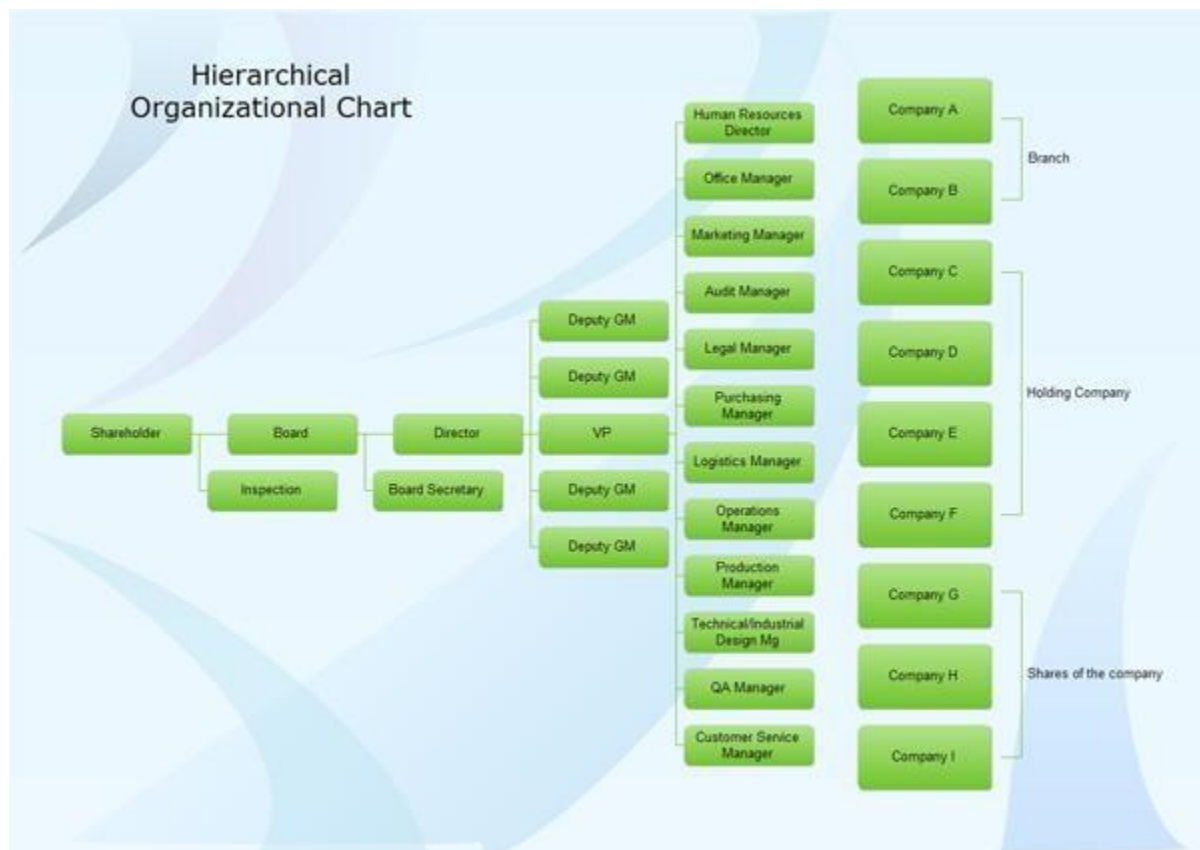 Hierarchical
Organizational Chart
Shareholder
Board
Inspection
Director
Board Secretary
Deputy GM
Deputy GM
VP
Deputy GM
Deputy GM
Human Resources
Director
Office Manager
Marketing Manager
Audit Manager
Legal Manager
Purchasing
Manager
Logistics Manager
Operations
Manager
Production
Manager
Technical/Industrial
Design Mg
QA Manager
Customer Service
Manager
Company A
Company B
Company C
Company D
Company E
Company F
Company G
Company H
Company I
Branch
Holding Company
Shares of the company